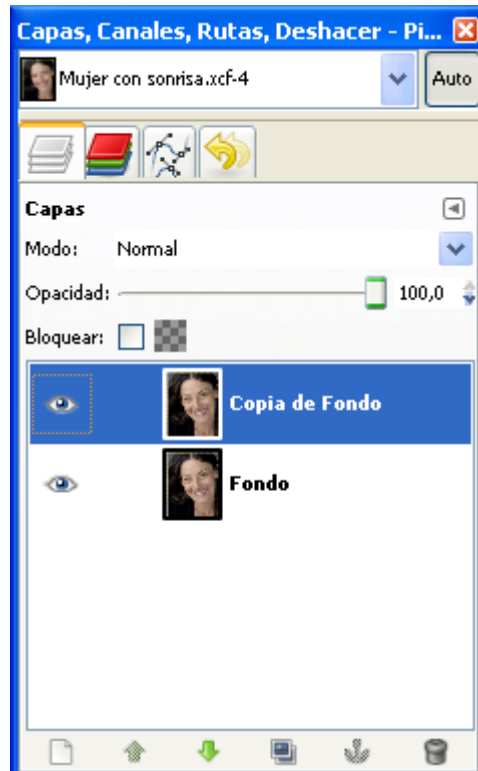 Capas, Canales, Rutas, Deshacer - Pi...
Mujer con sonrisa.xcf-4
Auto
Capas
Modo: Normal
Opacidad: 100,0
Bloquear:
Copia de Fondo
Fondo